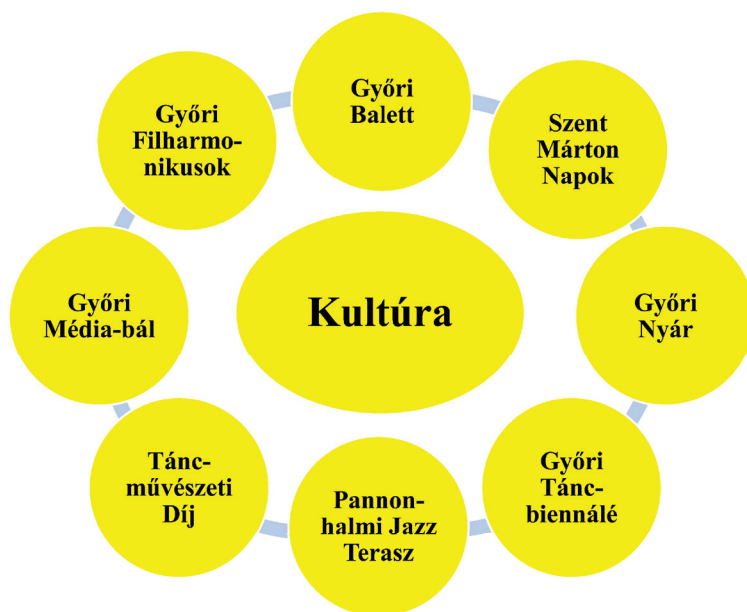 Győri
Balett
Szent
Márton
Napok
Győri
Nyár
Győri
Tánc-
biennálé
Pannon-
halmi Jazz
Terasz
Tánc-
művészeti
Díj
Győri
Média-bál
Győri
Filharmo-
nikusok
Kultúra